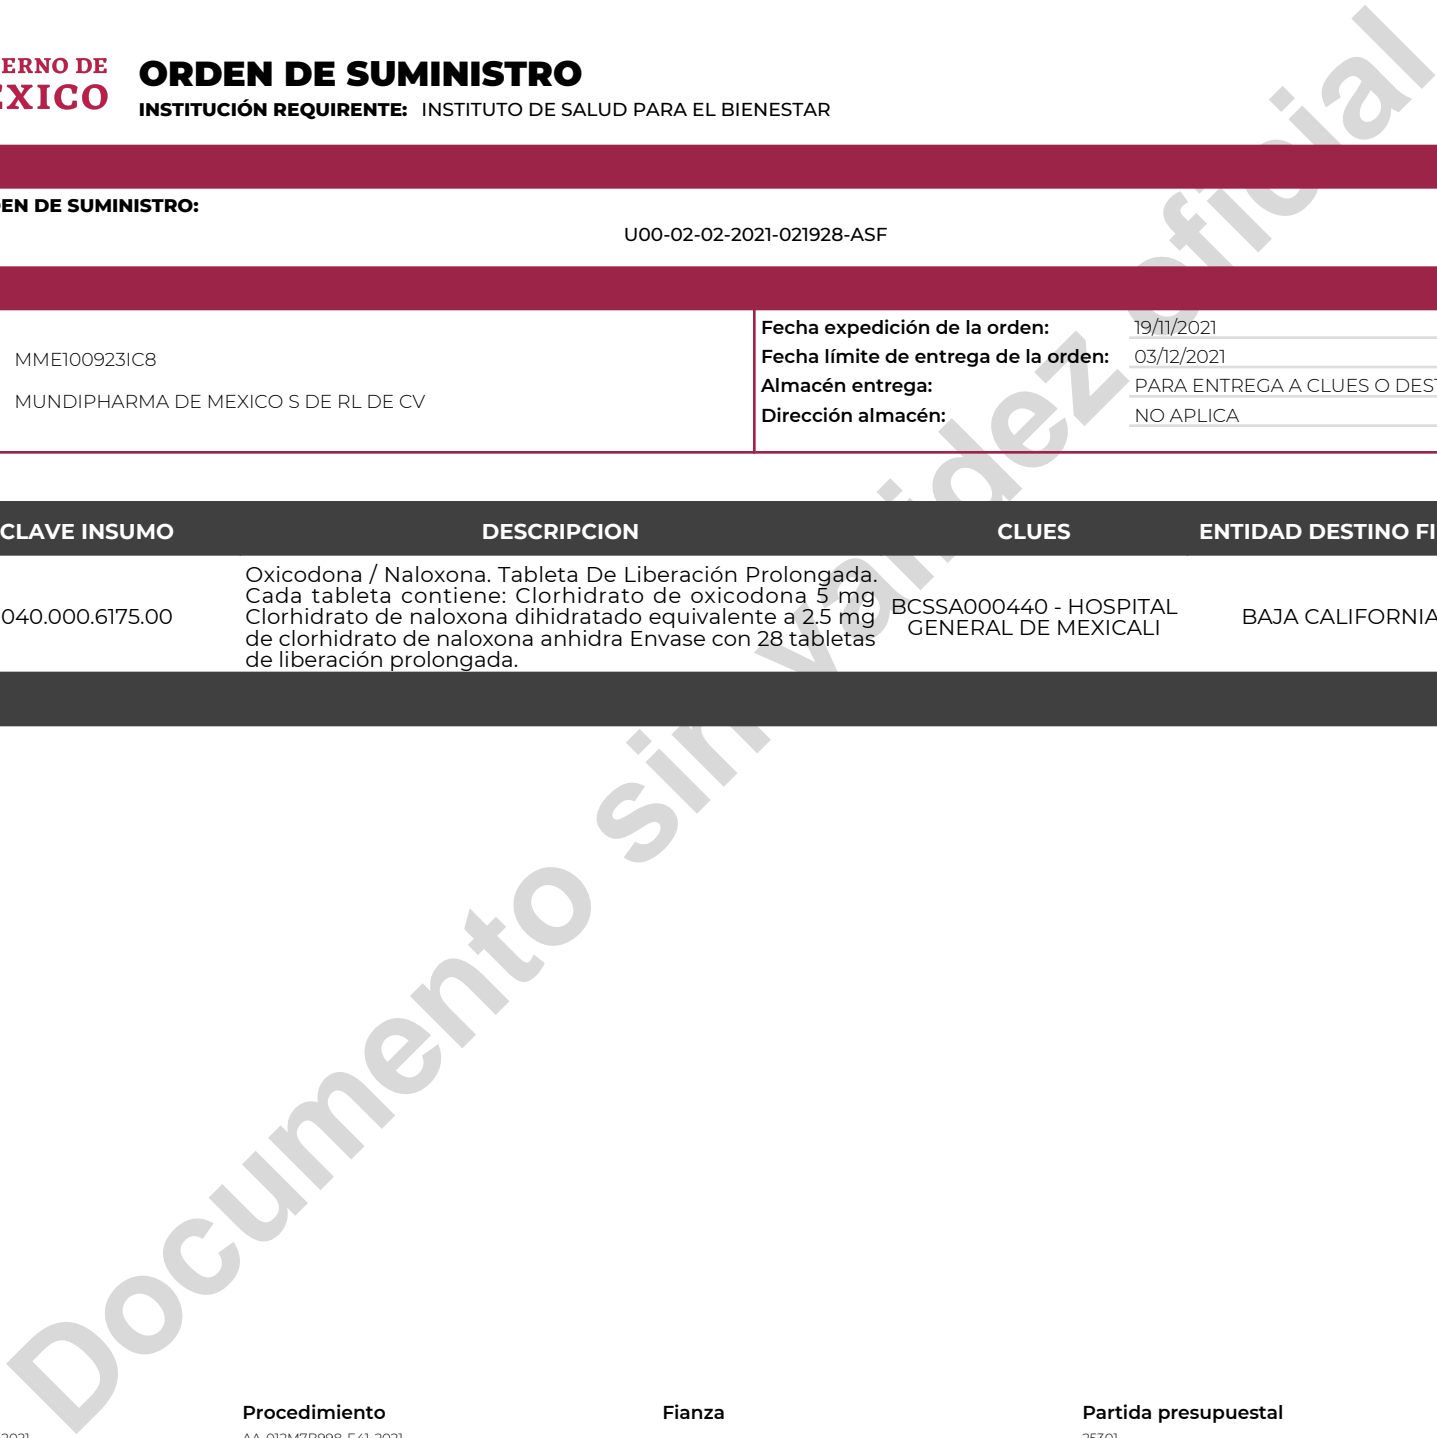 ERNO DE
EXICO
ORDEN DE SUMINISTRO
INSTITUCIÓN REQUIRENTE: INSTITUTO DE SALUD PARA EL BIENESTAR
EN DE SUMINISTRO:
U00-02-02-2021-021928-ASF
MME100923IC8
MUNDIPHARMA DE MEXICO S DE RL DE CV
Fecha expedición de la orden: 19/11/2021
Fecha límite de entrega de la orden: 03/12/2021
Almacén entrega: PARA ENTREGA A CLUES O DEST
Dirección almacén: NO APLICA
CLAVE INSUMO DESCRIPCION CLUES ENTIDAD DESTINO FI
040.000.6175.00
Oxicodona / Naloxona. Tableta De Liberación Prolongada.
Cada tableta contiene: Clorhidrato de oxicodona 5 mg
Clorhidrato de naloxona dihidratado equivalente a 2.5 mg
de clorhidrato de naloxona anhidra Envase con 28 tabletas
de liberación prolongada.
BCSSA000440 - HOSPITAL
GENERAL DE MEXICALI
BAJA CALIFORNIA
Documento sin validez oficial
Procedimiento Fianza Partida presupuestal